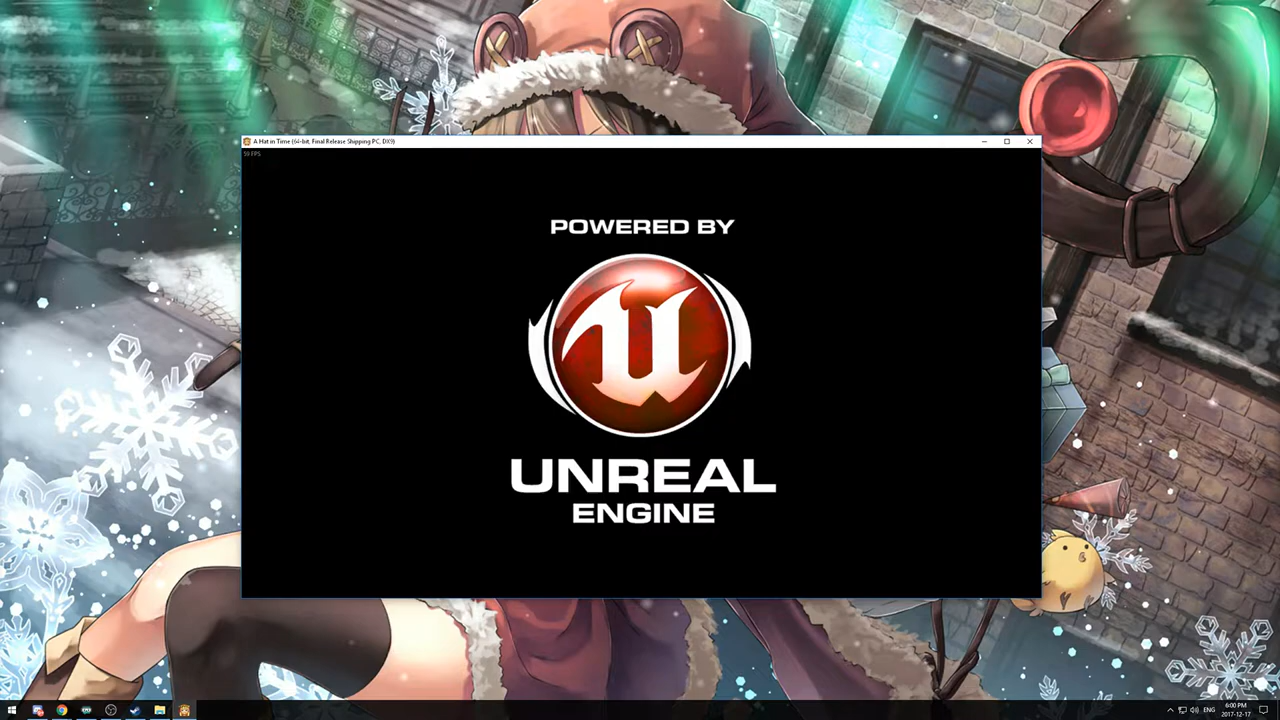 A Hat in Time (64-bit, Final Release Shipping PC, DX9)
59 FPS
POWERED BY
UNREAL
ENGINE
ENG
6:00 PM
2017-12-17